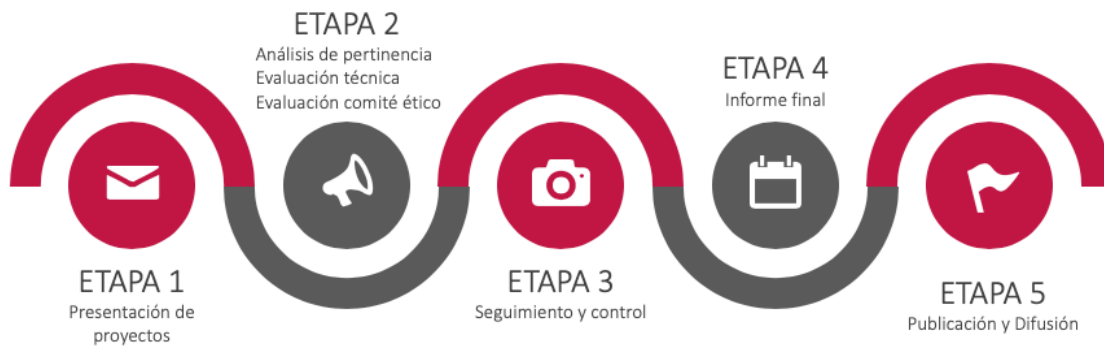 ETAPA 1
Presentación de
proyectos
ETAPA 2
Análisis de pertinencia
Evaluación técnica
Evaluación comité ético
ETAPA 3
Seguimiento y control
ETAPA 4
Informe final
ETAPA 5
Publicación y Difusión